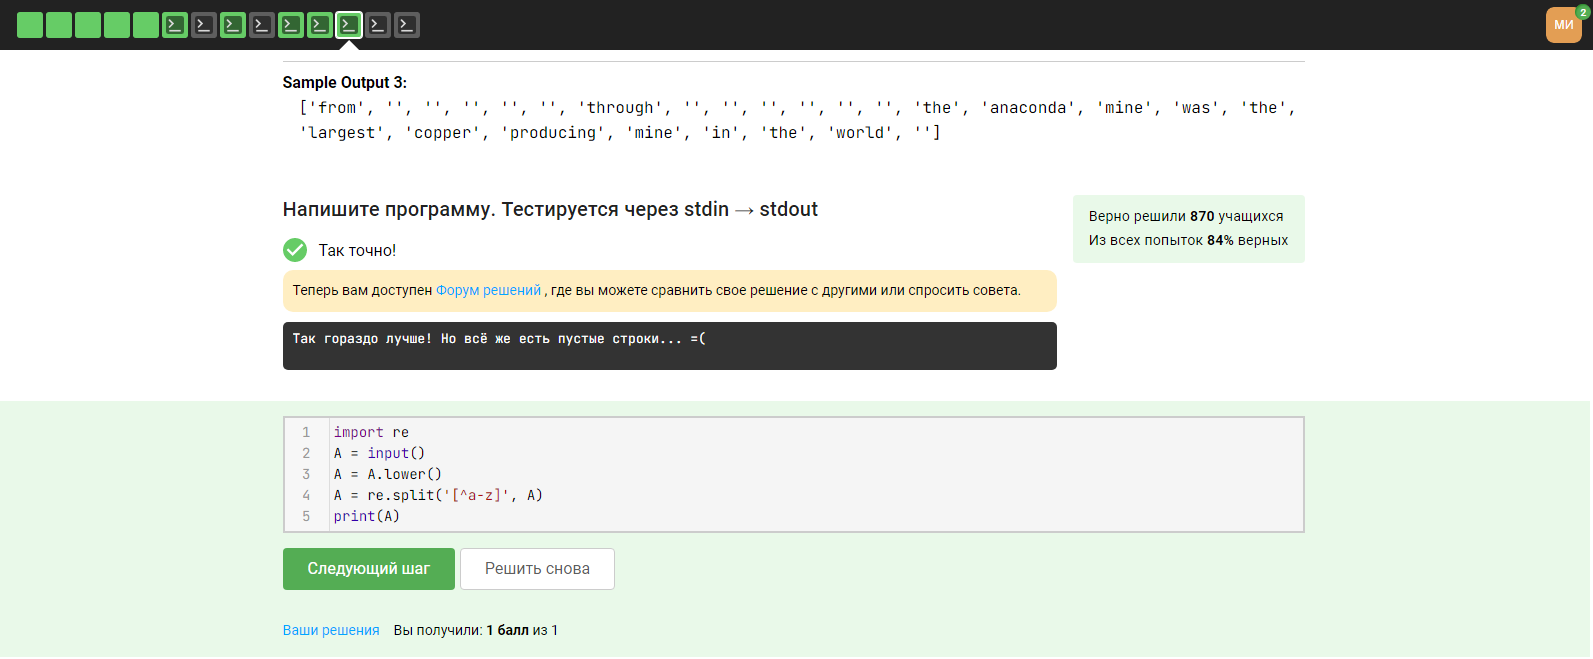 МИ
2
Sample Output 3:
['from', '', '', '', '', '', 'through', '', '', '', '', '', '', 'the', 'anaconda', 'mine', 'was', 'the',
'largest', 'copper', 'producing', 'mine', 'in', 'the', 'world', '']
Напишите программу. Тестируется через stdin → stdout
Верно решили 870 учащихся
Из всех попыток 84% верных
Так точно!
Теперь вам доступен Форум решений , где вы можете сравнить свое решение с другими или спросить совета.
Так гораздо лучше! Но всё же есть пустые строки... =(
1 import re
2 A = input()
3 A = A.lower()
4 A = re.split('[^a-z]', A)
5 print(A)
Следующий шаг
Решить снова
Ваши решения Вы получили: 1 балл из 1